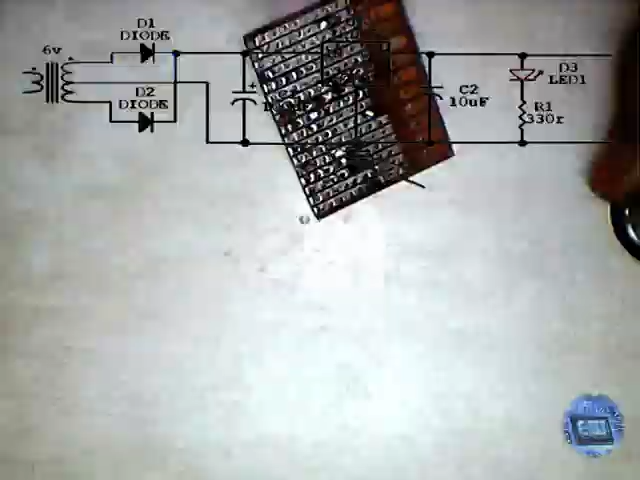 D1
DIODE
6v
D2
DIODE
C2
10uF
D3
LED1
R1
330r